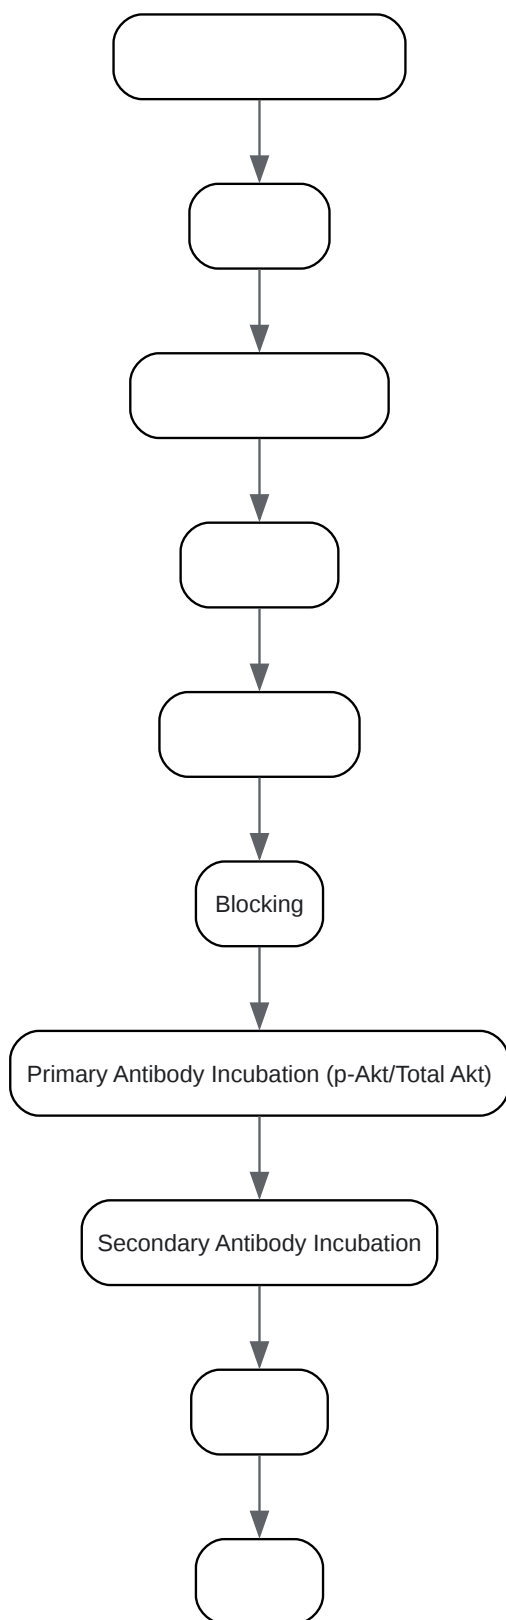 Blocking
Primary Antibody Incubation (p-Akt/Total Akt)
Secondary Antibody Incubation